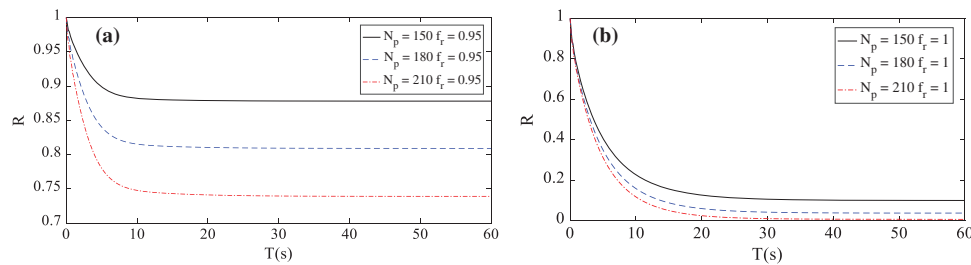 (a)
N_p = 150 f_r = 0.95
N_p = 180 f_r = 0.95
N_p = 210 f_r = 0.95
1
0.95
0.9
0.85
0.8
0.75
0.7
R
0 10 20 30 40 50 60
T(s)
(b)
N_p = 150 f_r = 1
N_p = 180 f_r = 1
N_p = 210 f_r = 1
1
0.8
0.6
0.4
0.2
0
R
0 10 20 30 40 50 60
T(s)